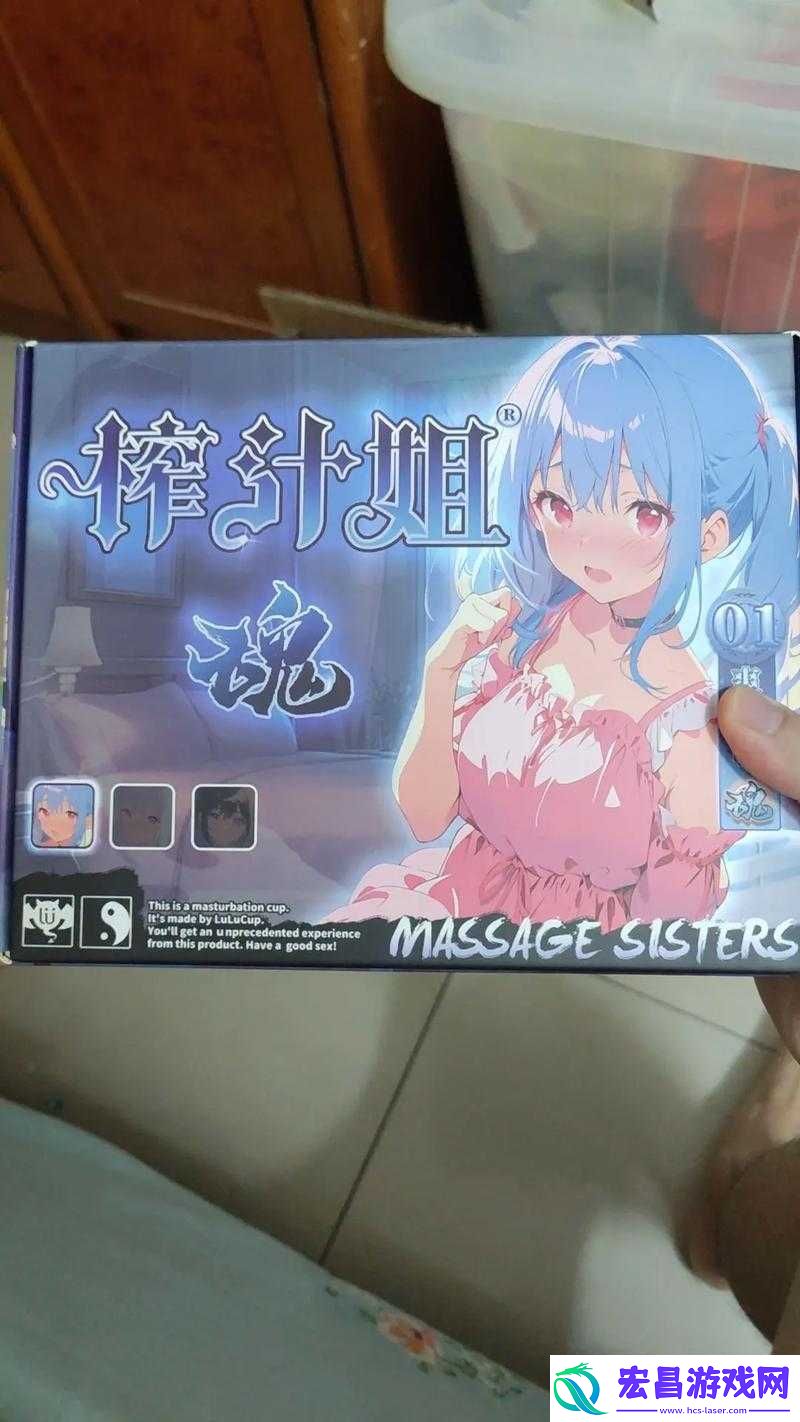 榨汁姐®
魂
01
爽
魂
This is a masturbation cup.
It's made by LuLuCup.
You'll get an unprecedented experience
from this product. Have a good sex!
MASSAGE SISTERS
宏昌游戏网
www.hcs-laser.com